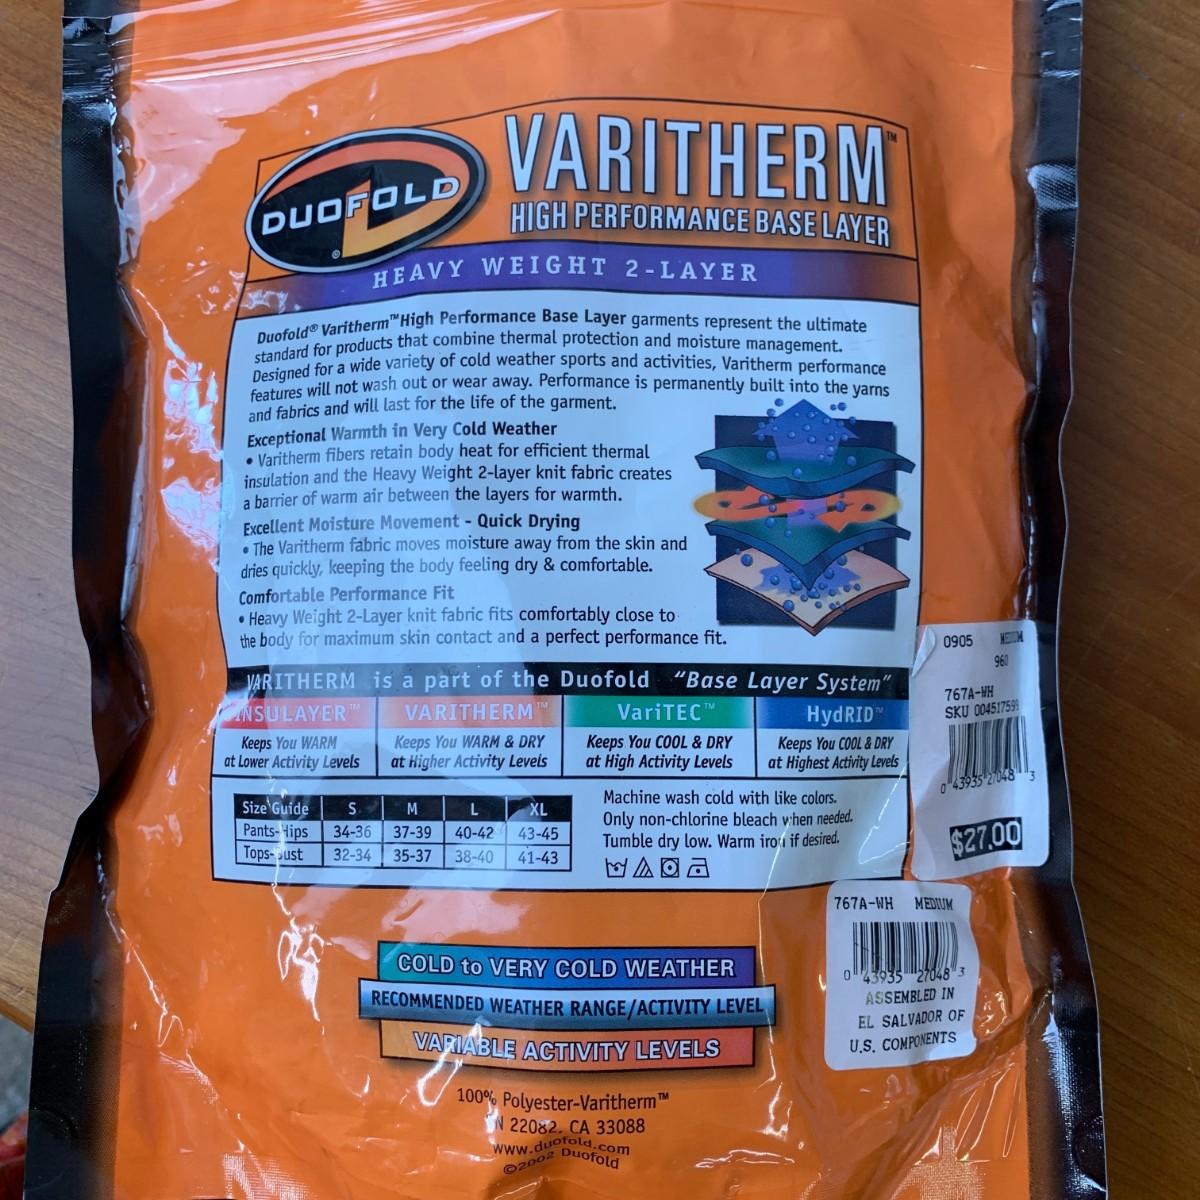 DUOFOLD®
VARITHERM™
HIGH PERFORMANCE BASE LAYER
HEAVY WEIGHT 2-LAYER
Duofold® Varitherm™ High Performance Base Layer garments represent the ultimate
standard for products that combine thermal protection and moisture management.
Designed for a wide variety of cold weather sports and activities, Varitherm performance
features will not wash out or wear away. Performance is permanently built into the yarns
and fabrics and will last for the life of the garment.
Exceptional Warmth in Very Cold Weather
• Varitherm fibers retain body heat for efficient thermal
insulation and the Heavy Weight 2-layer knit fabric creates
a barrier of warm air between the layers for warmth.
Excellent Moisture Movement - Quick Drying
• The Varitherm fabric moves moisture away from the skin and
dries quickly, keeping the body feeling dry & comfortable.
Comfortable Performance Fit
• Heavy Weight 2-Layer knit fabric fits comfortably close to
the body for maximum skin contact and a perfect performance fit.
VARITHERM is a part of the Duofold "Base Layer System"
INSULAYER™ VARITHERM™ VariTEC™ HydRID™
Keeps You WARM Keeps You WARM & DRY Keeps You COOL & DRY Keeps You COOL & DRY
at Lower Activity Levels at Higher Activity Levels at High Activity Levels at Highest Activity Levels
Size Guide S M L XL
Pants-Hips 34-36 37-39 40-42 43-45
Tops-Bust 32-34 35-37 38-40 41-43
Machine wash cold with like colors.
Only non-chlorine bleach when needed.
Tumble dry low. Warm iron if desired.
0905 MEDIUM
960
767A-WH
SKU 004517599
0 43935 27048 3
$27.00
767A-WH MEDIUM
0 43935 27048 3
ASSEMBLED IN
EL SALVADOR OF
U.S. COMPONENTS
COLD to VERY COLD WEATHER
RECOMMENDED WEATHER RANGE/ACTIVITY LEVEL
VARIABLE ACTIVITY LEVELS
100% Polyester-Varitherm™
22082, CA 33088
www.duofold.com
©2002 Duofold